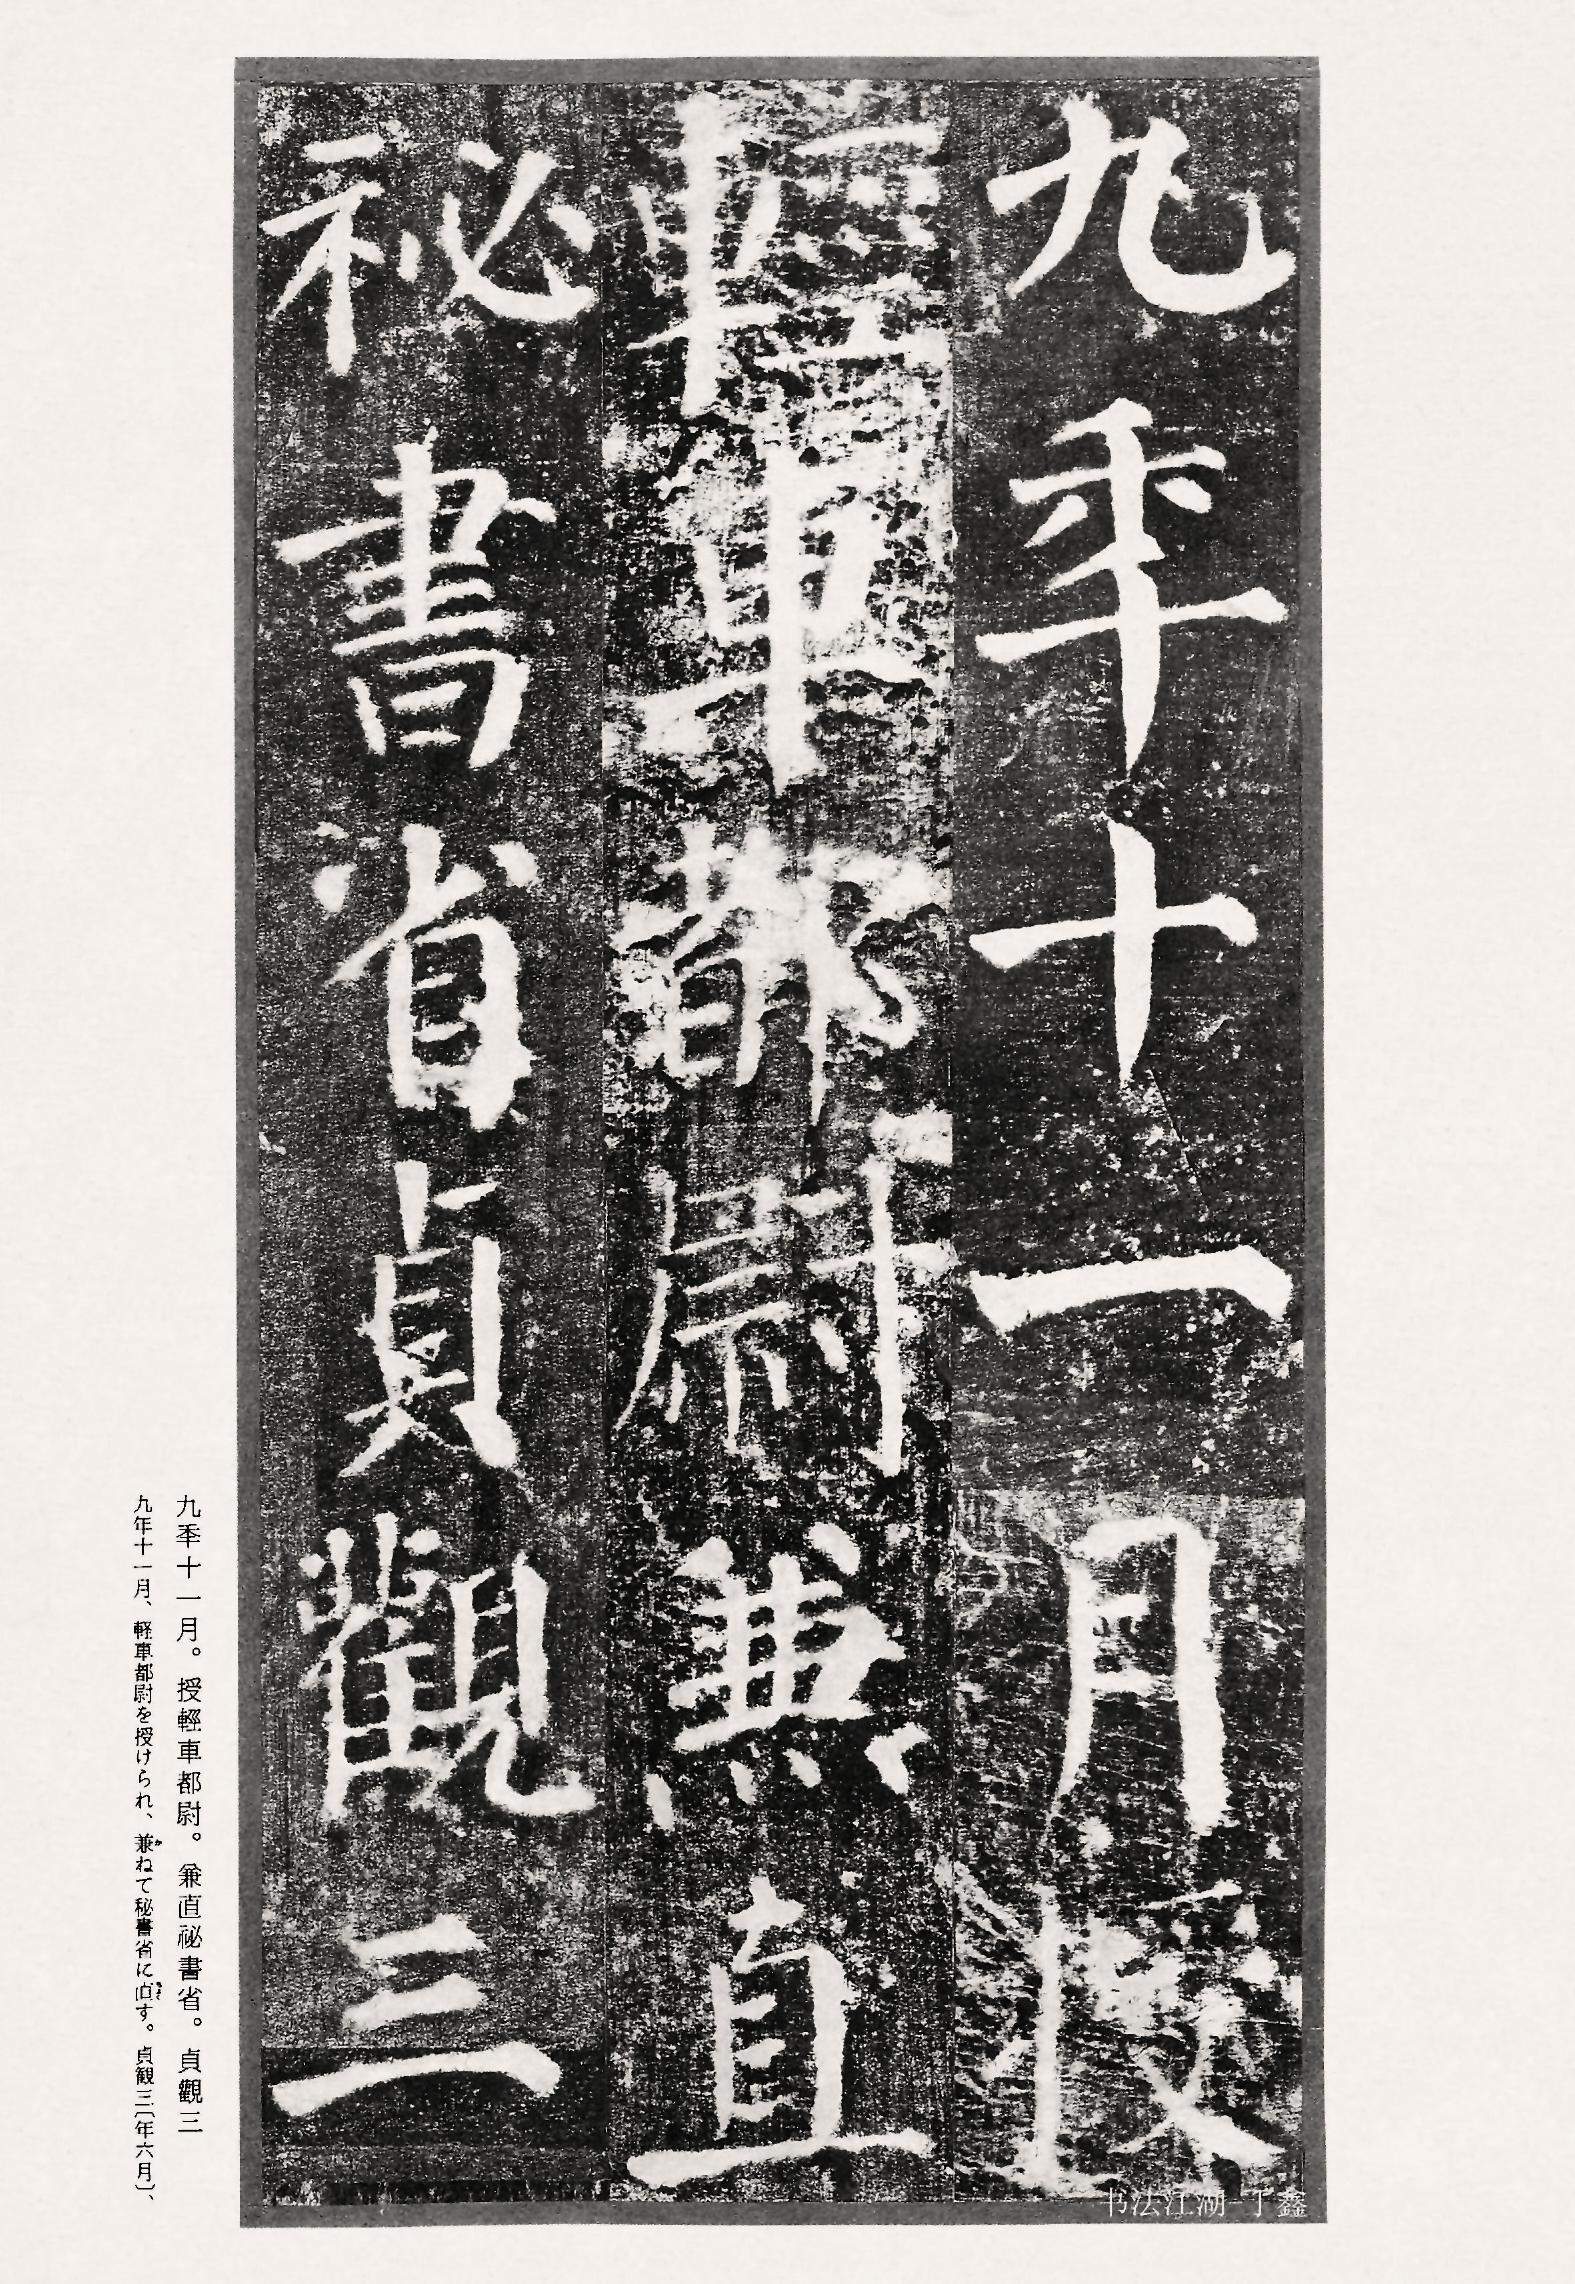 九秊十一月授
輕車都尉兼直
祕書省貞觀三
九秊十一月。授輕車都尉。兼直祕書省。貞觀三
九年十一月、軽車都尉を授けられ、兼かねて秘書省に直す。貞観三〔年六月〕、
书法江湖-丁鑫